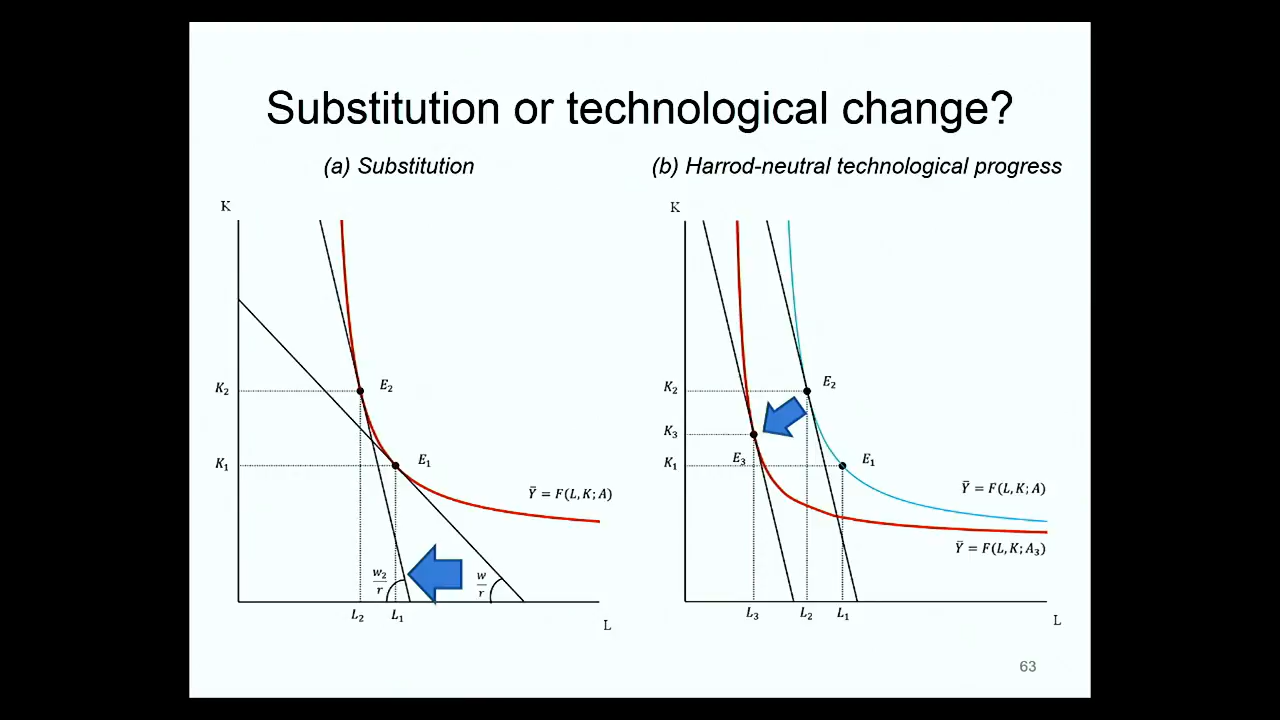 Substitution or technological change?
(a) Substitution
(b) Harrod-neutral technological progress
K
K₂
K₁
E₂
E₁
Ȳ = F(L, K; A)
w₂/r
w/r
L₂
L₁
L
K
K₂
K₃
K₁
E₂
E₃
E₁
Ȳ = F(L, K; A)
Ȳ = F(L, K; A₃)
L₃
L₂
L₁
L
63